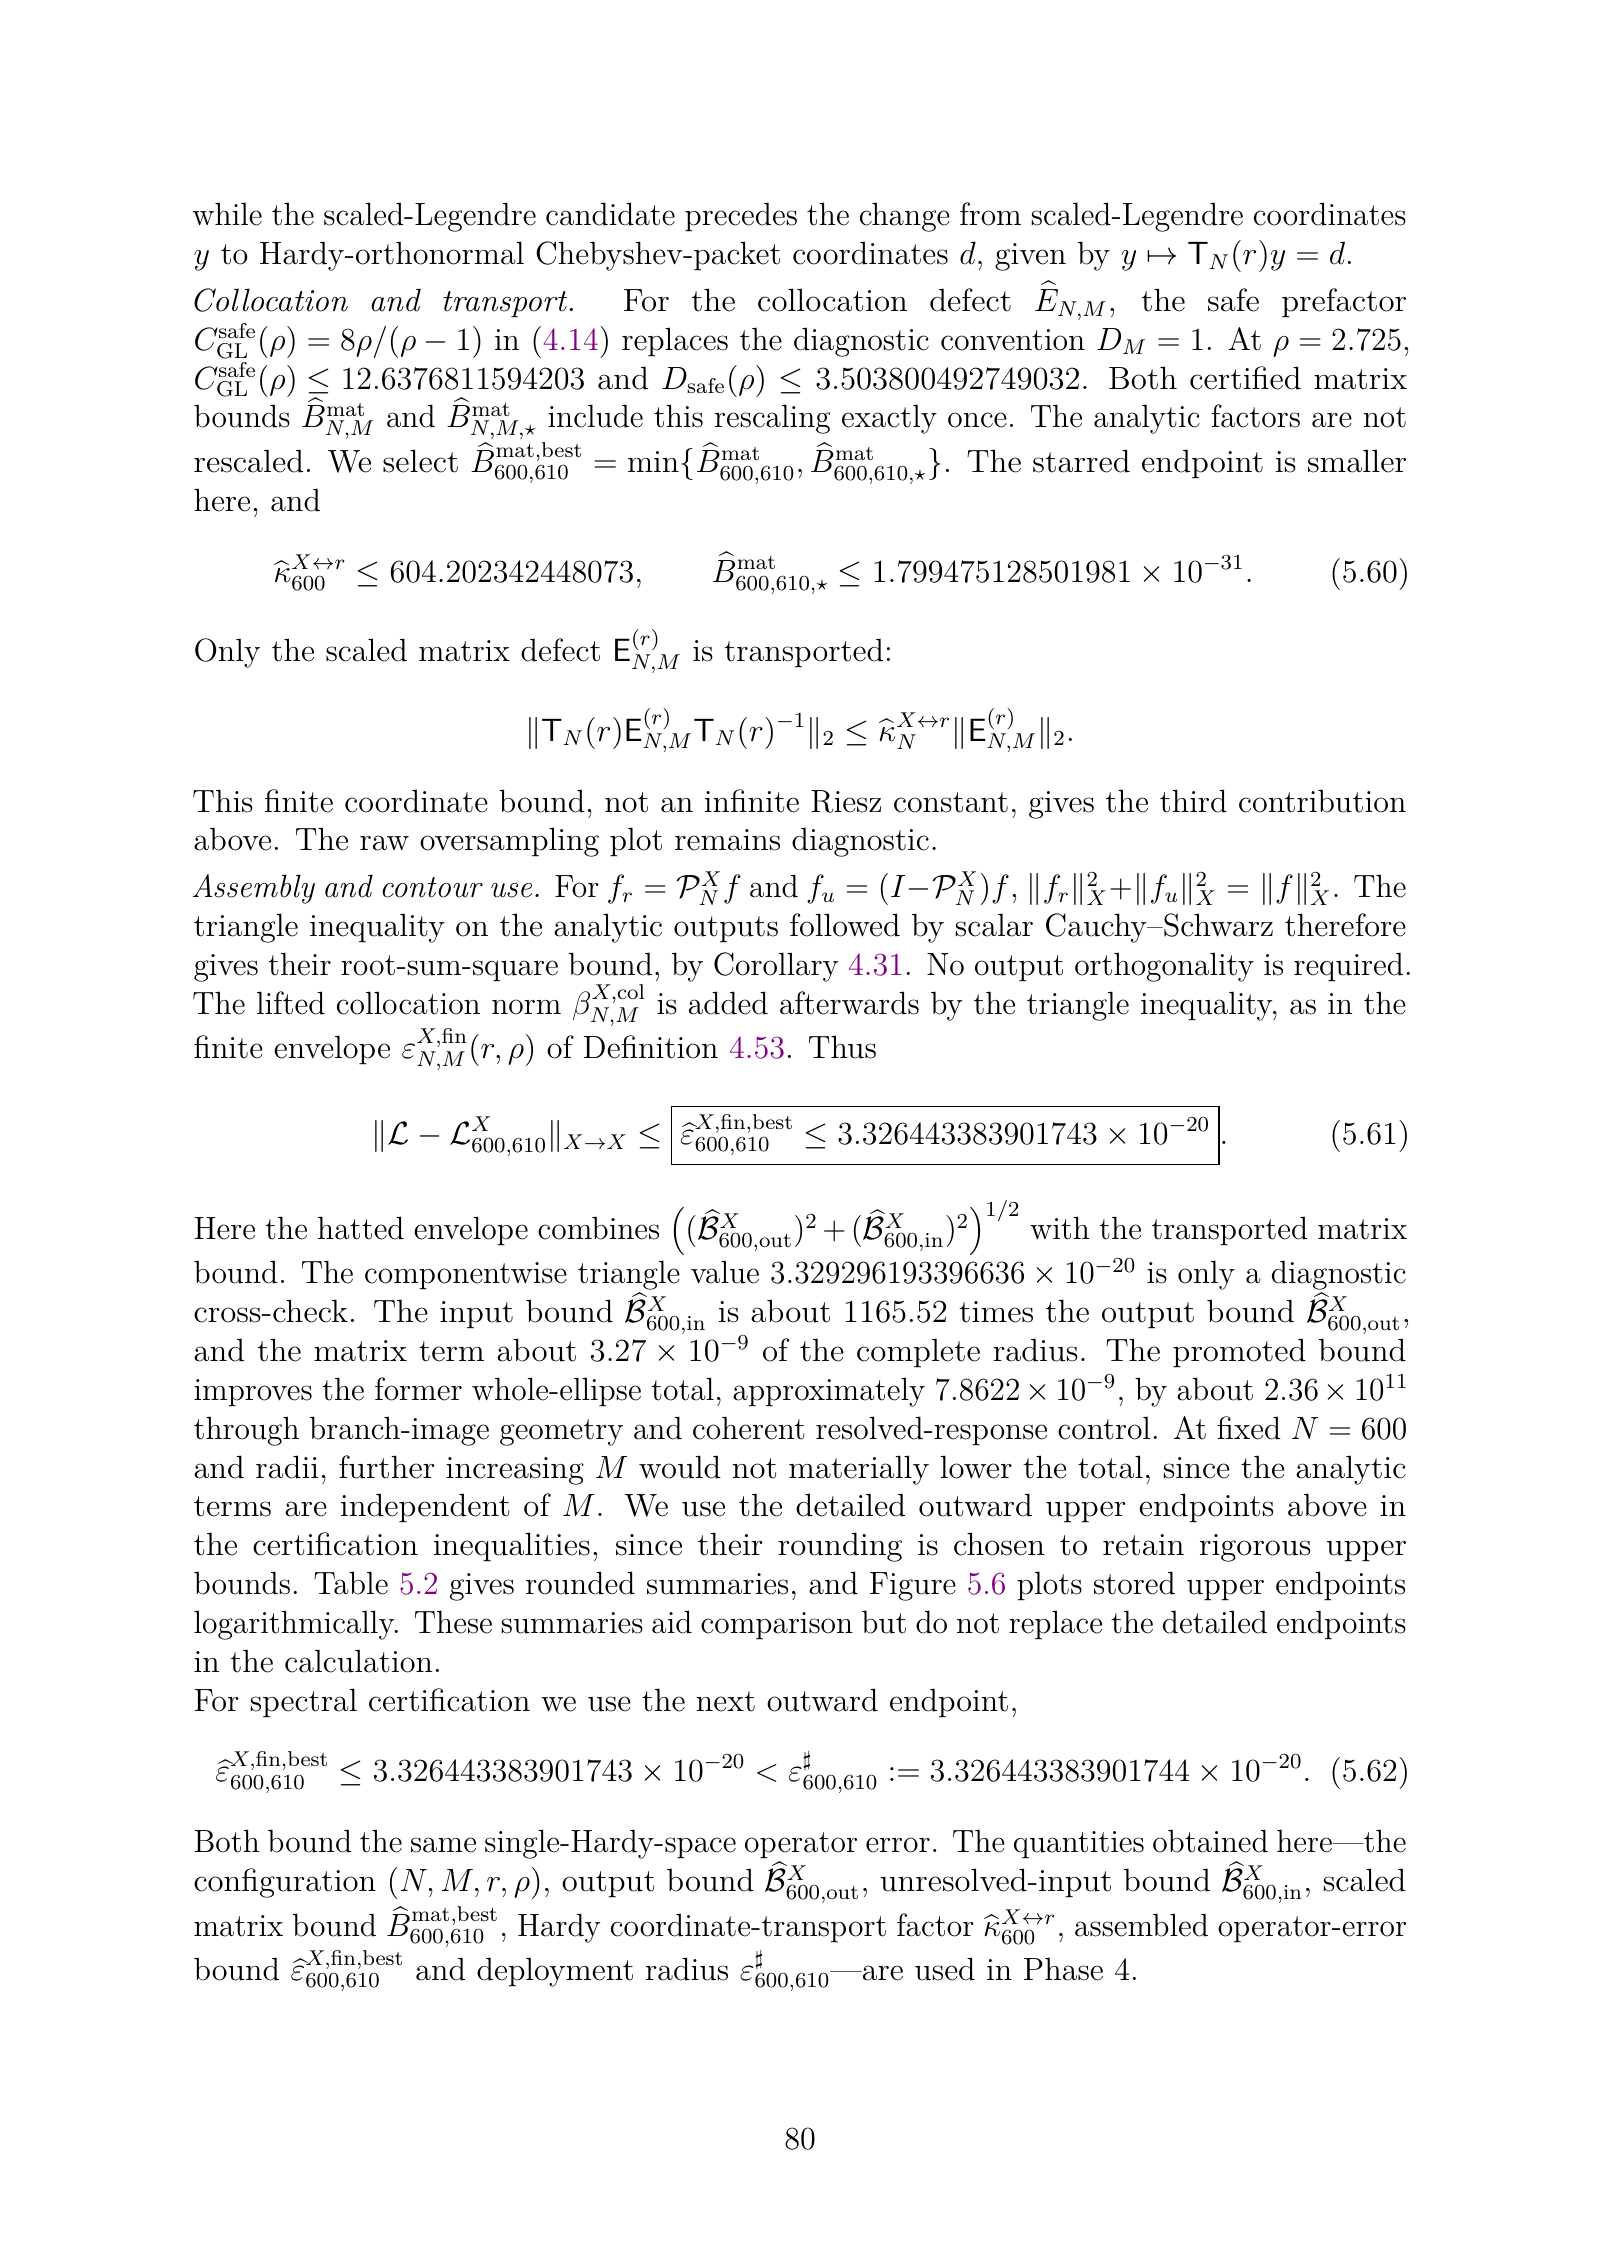 while the scaled-Legendre candidate precedes the change from scaled-Legendre coordinates
y to Hardy-orthonormal Chebyshev-packet coordinates d, given by y ↦ T_N(r)y = d.
Collocation and transport. For the collocation defect Ê_{N,M}, the safe prefactor
C^{safe}_{GL}(ρ) = 8ρ/(ρ − 1) in (4.14) replaces the diagnostic convention D_M = 1. At ρ = 2.725,
C^{safe}_{GL}(ρ) ≤ 12.6376811594203 and D_{safe}(ρ) ≤ 3.503800492749032. Both certified matrix
bounds B̂^{mat}_{N,M} and B̂^{mat}_{N,M,⋆} include this rescaling exactly once. The analytic factors are not
rescaled. We select B̂^{mat,best}_{600,610} = min{B̂^{mat}_{600,610}, B̂^{mat}_{600,610,⋆}}. The starred endpoint is smaller
here, and
κ̂^{X↔r}_{600} ≤ 604.202342448073, B̂^{mat}_{600,610,⋆} ≤ 1.799475128501981 × 10^{−31}. (5.60)
Only the scaled matrix defect E^{(r)}_{N,M} is transported:
‖T_N(r)E^{(r)}_{N,M}T_N(r)^{−1}‖_2 ≤ κ̂^{X↔r}_N‖E^{(r)}_{N,M}‖_2.
This finite coordinate bound, not an infinite Riesz constant, gives the third contribution
above. The raw oversampling plot remains diagnostic.
Assembly and contour use. For f_r = 𝒫^X_N f and f_u = (I−𝒫^X_N)f, ‖f_r‖^2_X+‖f_u‖^2_X = ‖f‖^2_X. The
triangle inequality on the analytic outputs followed by scalar Cauchy–Schwarz therefore
gives their root-sum-square bound, by Corollary 4.31. No output orthogonality is required.
The lifted collocation norm β^{X,col}_{N,M} is added afterwards by the triangle inequality, as in the
finite envelope ε^{X,fin}_{N,M}(r, ρ) of Definition 4.53. Thus
‖ℒ − ℒ^X_{600,610}‖_{X→X} ≤ ε̂^{X,fin,best}_{600,610} ≤ 3.326443383901743 × 10^{−20}. (5.61)
Here the hatted envelope combines ((ℬ̂^X_{600,out})^2 + (ℬ̂^X_{600,in})^2)^{1/2} with the transported matrix
bound. The componentwise triangle value 3.329296193396636 × 10^{−20} is only a diagnostic
cross-check. The input bound ℬ̂^X_{600,in} is about 1165.52 times the output bound ℬ̂^X_{600,out},
and the matrix term about 3.27 × 10^{−9} of the complete radius. The promoted bound
improves the former whole-ellipse total, approximately 7.8622 × 10^{−9}, by about 2.36 × 10^{11}
through branch-image geometry and coherent resolved-response control. At fixed N = 600
and radii, further increasing M would not materially lower the total, since the analytic
terms are independent of M. We use the detailed outward upper endpoints above in
the certification inequalities, since their rounding is chosen to retain rigorous upper
bounds. Table 5.2 gives rounded summaries, and Figure 5.6 plots stored upper endpoints
logarithmically. These summaries aid comparison but do not replace the detailed endpoints
in the calculation.
For spectral certification we use the next outward endpoint,
ε̂^{X,fin,best}_{600,610} ≤ 3.326443383901743 × 10^{−20} < ε^♯_{600,610} := 3.326443383901744 × 10^{−20}. (5.62)
Both bound the same single-Hardy-space operator error. The quantities obtained here—the
configuration (N, M, r, ρ), output bound ℬ̂^X_{600,out}, unresolved-input bound ℬ̂^X_{600,in}, scaled
matrix bound B̂^{mat,best}_{600,610}, Hardy coordinate-transport factor κ̂^{X↔r}_{600}, assembled operator-error
bound ε̂^{X,fin,best}_{600,610} and deployment radius ε^♯_{600,610}—are used in Phase 4.
80